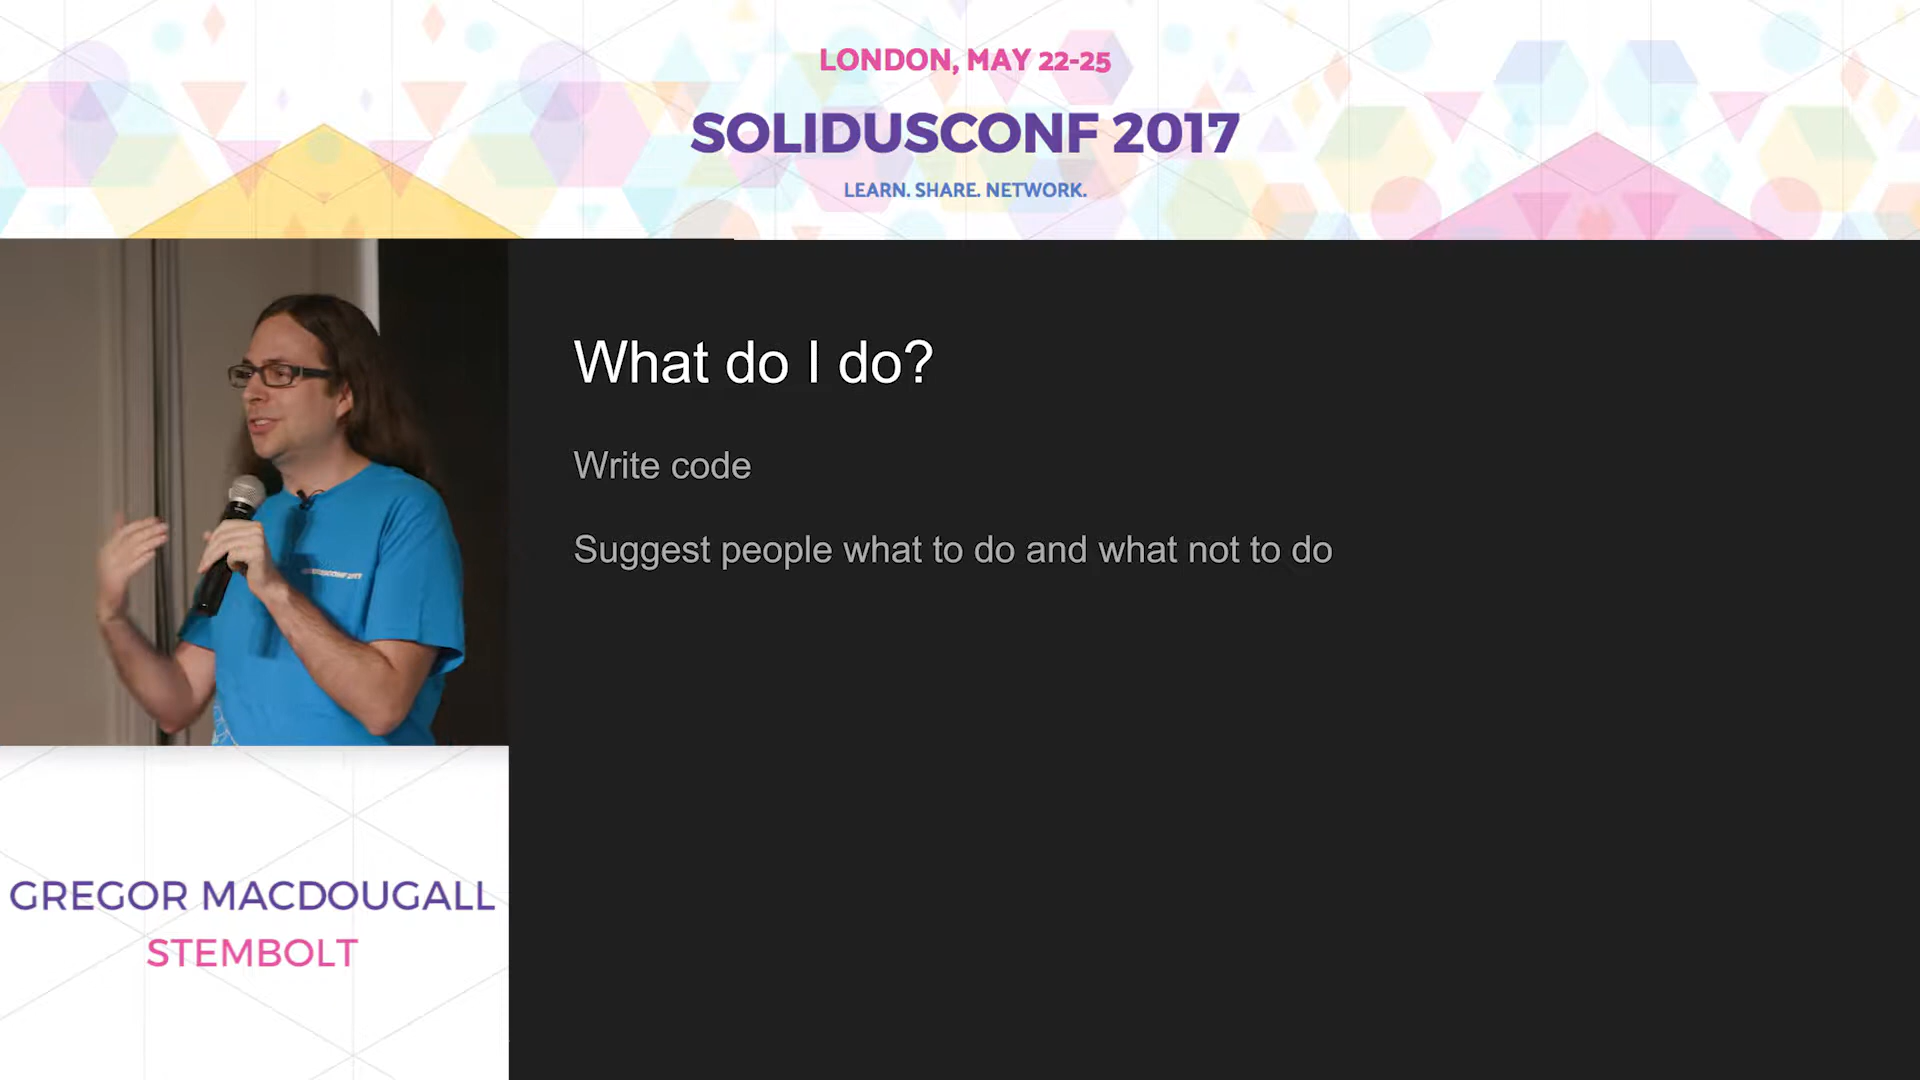 LONDON, MAY 22-25
SOLIDUSCONF 2017
LEARN. SHARE. NETWORK.
What do I do?
Write code
Suggest people what to do and what not to do
GREGOR MACDOUGALL
STEMBOLT